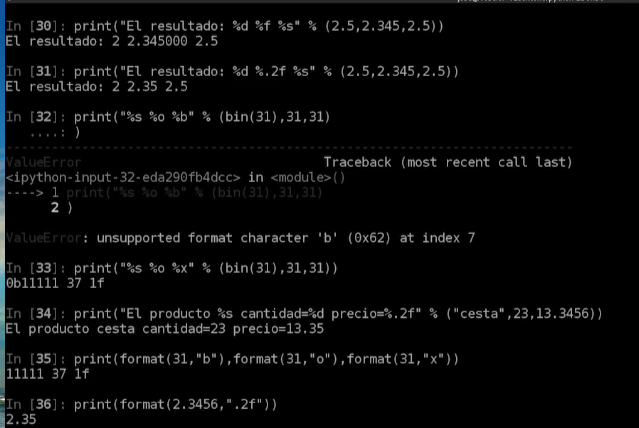 In [30]: print("El resultado: %d %f %s" % (2.5,2.345,2.5))
El resultado: 2 2.345000 2.5
In [31]: print("El resultado: %d %.2f %s" % (2.5,2.345,2.5))
El resultado: 2 2.35 2.5
In [32]: print("%s %o %b" % (bin(31),31,31)
....: )
---------------------------------------------------------------------------
ValueError Traceback (most recent call last)
<ipython-input-32-eda290fb4dcc> in <module>()
----> 1 print("%s %o %b" % (bin(31),31,31)
2 )
ValueError: unsupported format character 'b' (0x62) at index 7
In [33]: print("%s %o %x" % (bin(31),31,31))
0b11111 37 1f
In [34]: print("El producto %s cantidad=%d precio=%.2f" % ("cesta",23,13.3456))
El producto cesta cantidad=23 precio=13.35
In [35]: print(format(31,"b"),format(31,"o"),format(31,"x"))
11111 37 1f
In [36]: print(format(2.3456,".2f"))
2.35